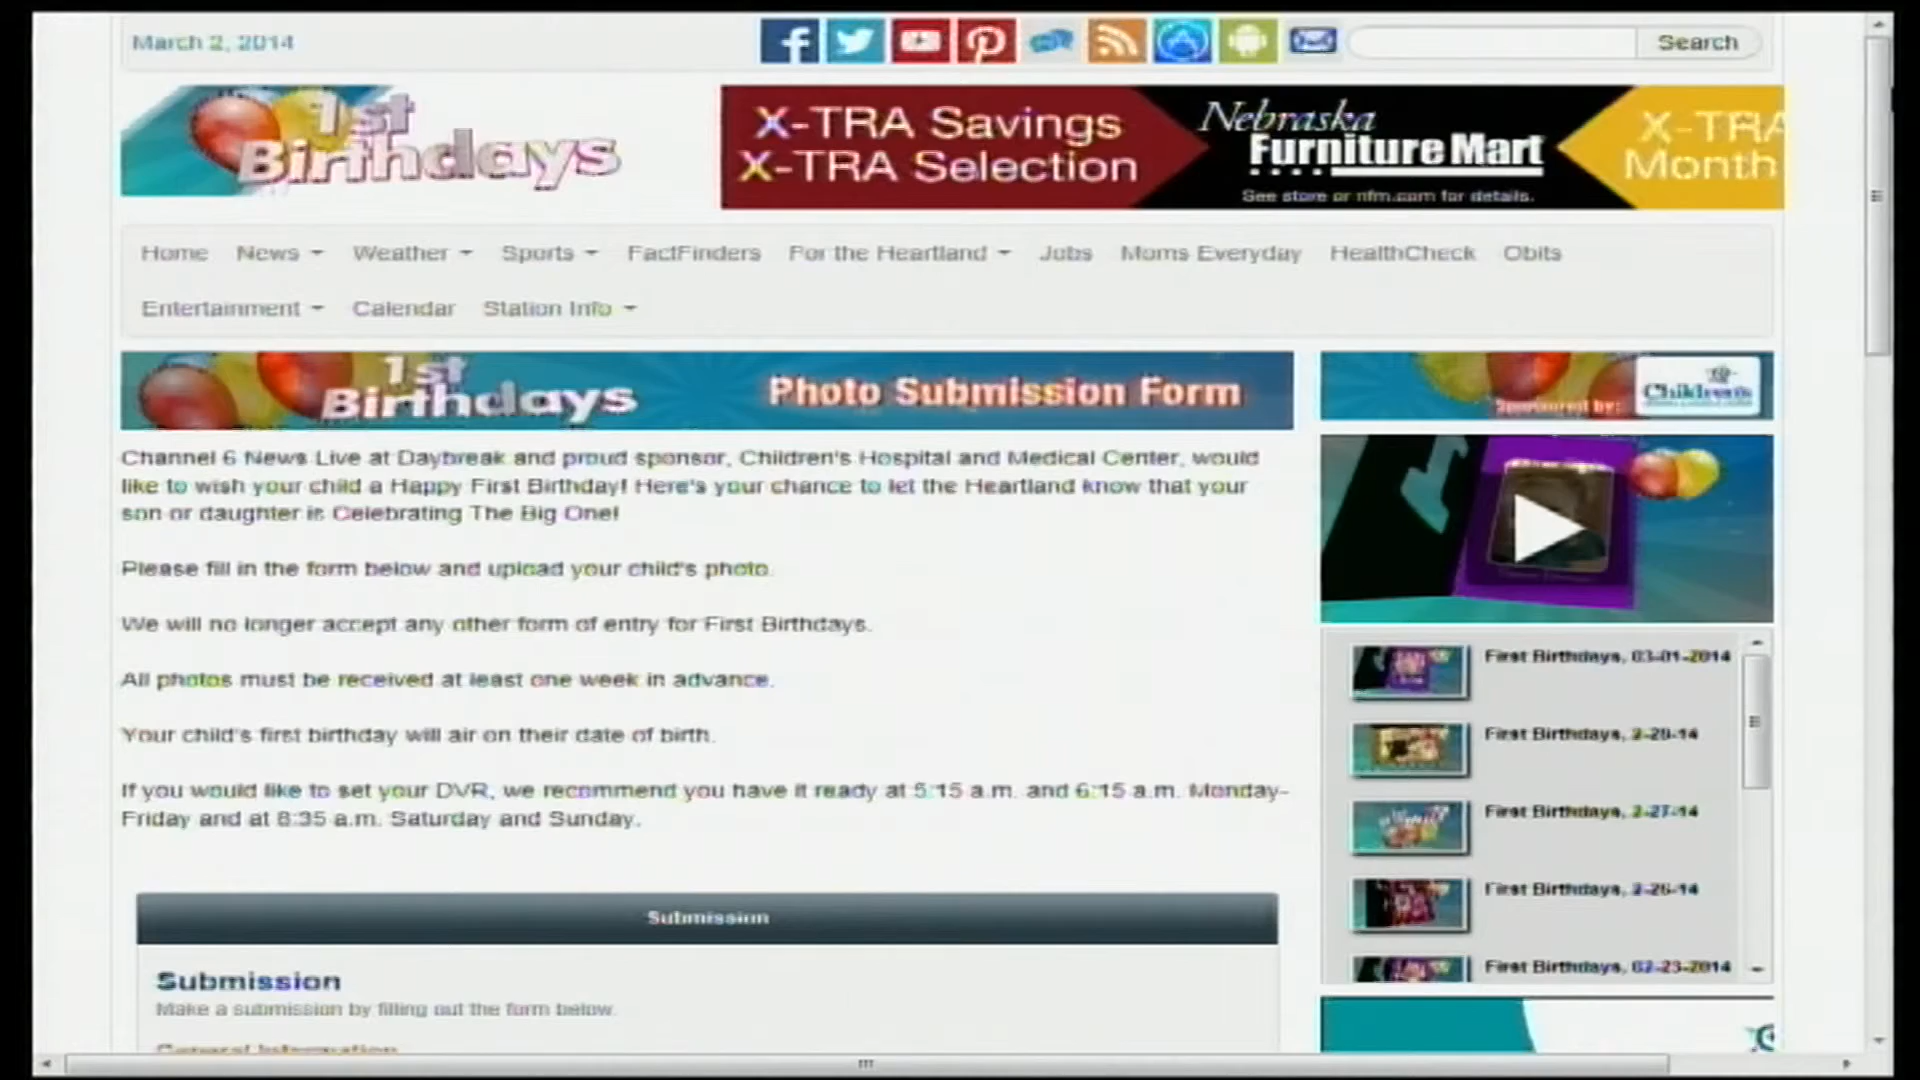 March 2, 2014
Search
1st
Birthdays
X-TRA Savings
X-TRA Selection
Nebraska
Furniture Mart
See store or nfm.com for details.
X-TRA
Month
Home News Weather Sports FactFinders For the Heartland Jobs Moms Everyday HealthCheck Obits
Entertainment Calendar Station Info
1st
Birthdays
Photo Submission Form
Sponsored by:
Children's
Channel 6 News Live at Daybreak and proud sponsor, Children's Hospital and Medical Center, would
like to wish your child a Happy First Birthday! Here's your chance to let the Heartland know that your
son or daughter is Celebrating The Big One!
Please fill in the form below and upload your child's photo.
We will no longer accept any other form of entry for First Birthdays.
All photos must be received at least one week in advance.
Your child's first birthday will air on their date of birth.
If you would like to set your DVR, we recommend you have it ready at 5:15 a.m. and 6:15 a.m. Monday-
Friday and at 8:35 a.m. Saturday and Sunday.
First Birthdays, 03-01-2014
First Birthdays, 2-28-14
First Birthdays, 2-27-14
First Birthdays, 2-26-14
First Birthdays, 02-23-2014
Submission
Submission
Make a submission by filling out the form below.
General Information